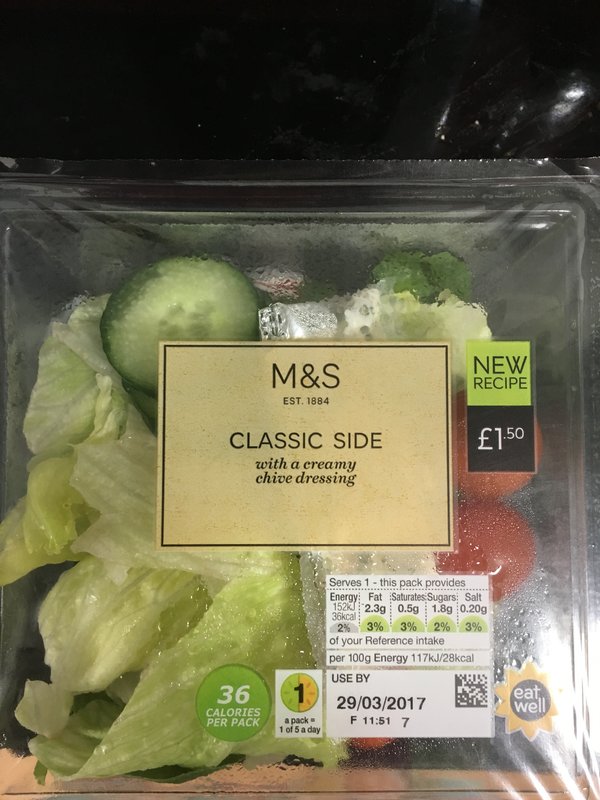 M&S
EST. 1884
CLASSIC SIDE
with a creamy
chive dressing
NEW
RECIPE
£1.50
Serves 1 - this pack provides
Energy Fat Saturates Sugars Salt
152kJ 36kcal 2.3g 0.5g 1.8g 0.20g
2% 3% 3% 2% 3%
of your Reference intake
per 100g Energy 117kJ/28kcal
USE BY
29/03/2017
F 11:51 7
36
CALORIES
PER PACK
1
a pack =
1 of 5 a day
eat
well